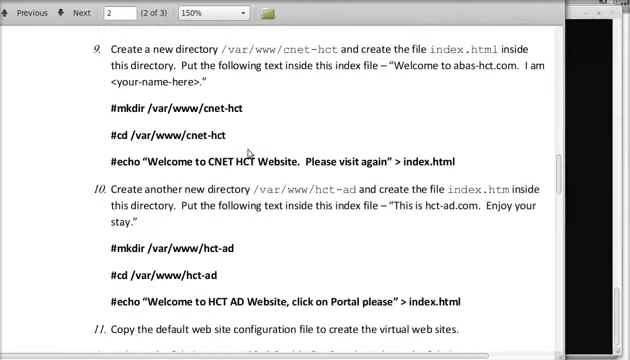 Previous Next 2 (2 of 3) 150%
9. Create a new directory /var/www/cnet-hct and create the file index.html inside
this directory. Put the following text inside this index file – “Welcome to abas-hct.com. I am
<your-name-here>.”
#mkdir /var/www/cnet-hct
#cd /var/www/cnet-hct
#echo “Welcome to CNET HCT Website. Please visit again” > index.html
10. Create another new directory /var/www/hct-ad and create the file index.htm inside
this directory. Put the following text inside this index file – “This is hct-ad.com. Enjoy your
stay.”
#mkdir /var/www/hct-ad
#cd /var/www/hct-ad
#echo “Welcome to HCT AD Website, click on Portal please” > index.html
11. Copy the default web site configuration file to create the virtual web sites.